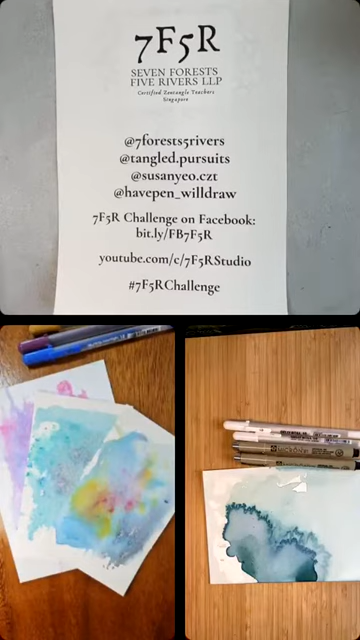 7F5R
SEVEN FORESTS
FIVE RIVERS LLP
Certified Zentangle Teachers
Singapore
@7forests5rivers
@tangled.pursuits
@susanyeo.czt
@havepen_willdraw
7F5R Challenge on Facebook:
bit.ly/FB7F5R
youtube.com/c/7F5RStudio
#7F5RChallenge